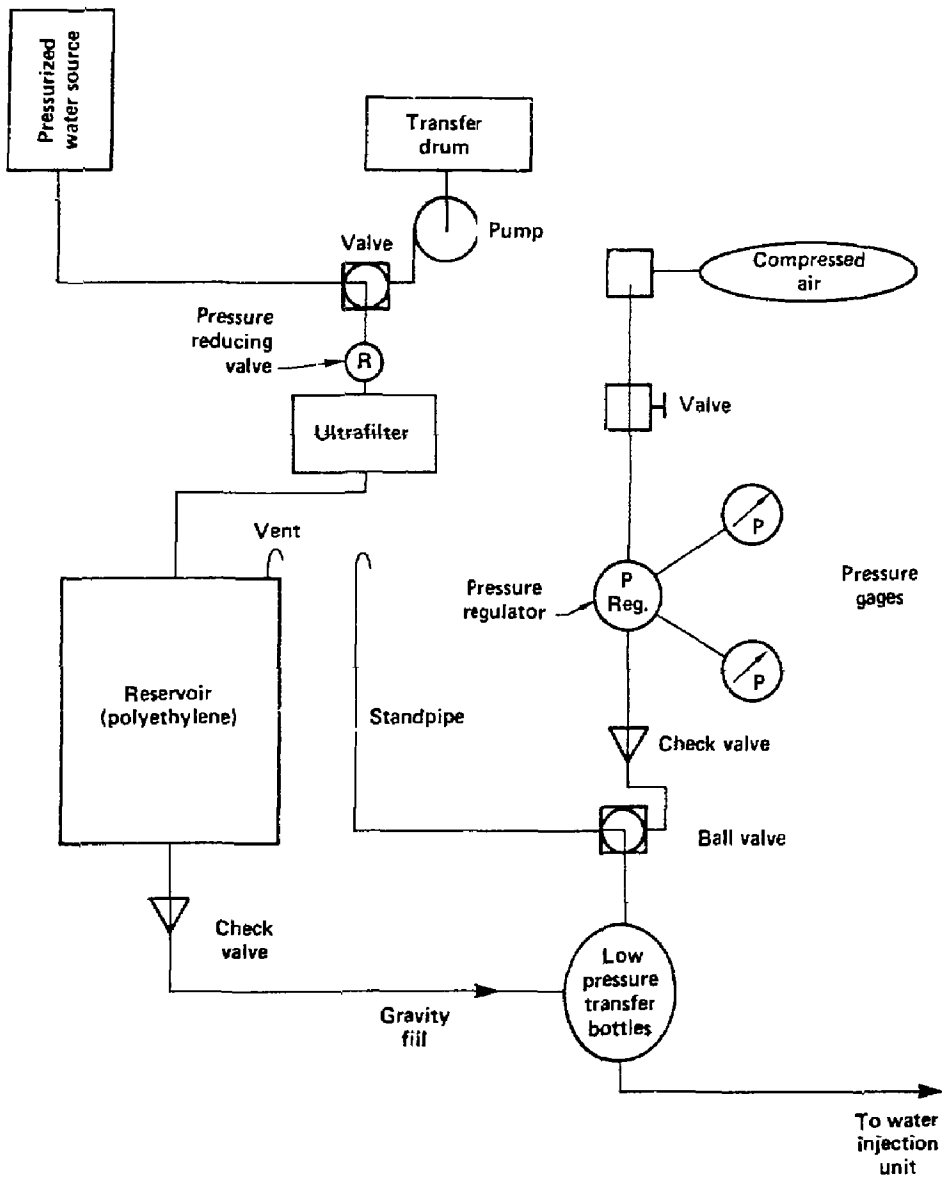 Pressurized
water source
Transfer
drum
Pump
Valve
Compressed
air
Pressure
reducing
valve
R
Valve
Ultrafilter
Vent
P
Pressure
regulator
P
Reg.
Pressure
gages
P
Reservoir
(polyethylene)
Standpipe
Check valve
Ball valve
Check
valve
Low
pressure
transfer
bottles
Gravity
fill
To water
injection
unit